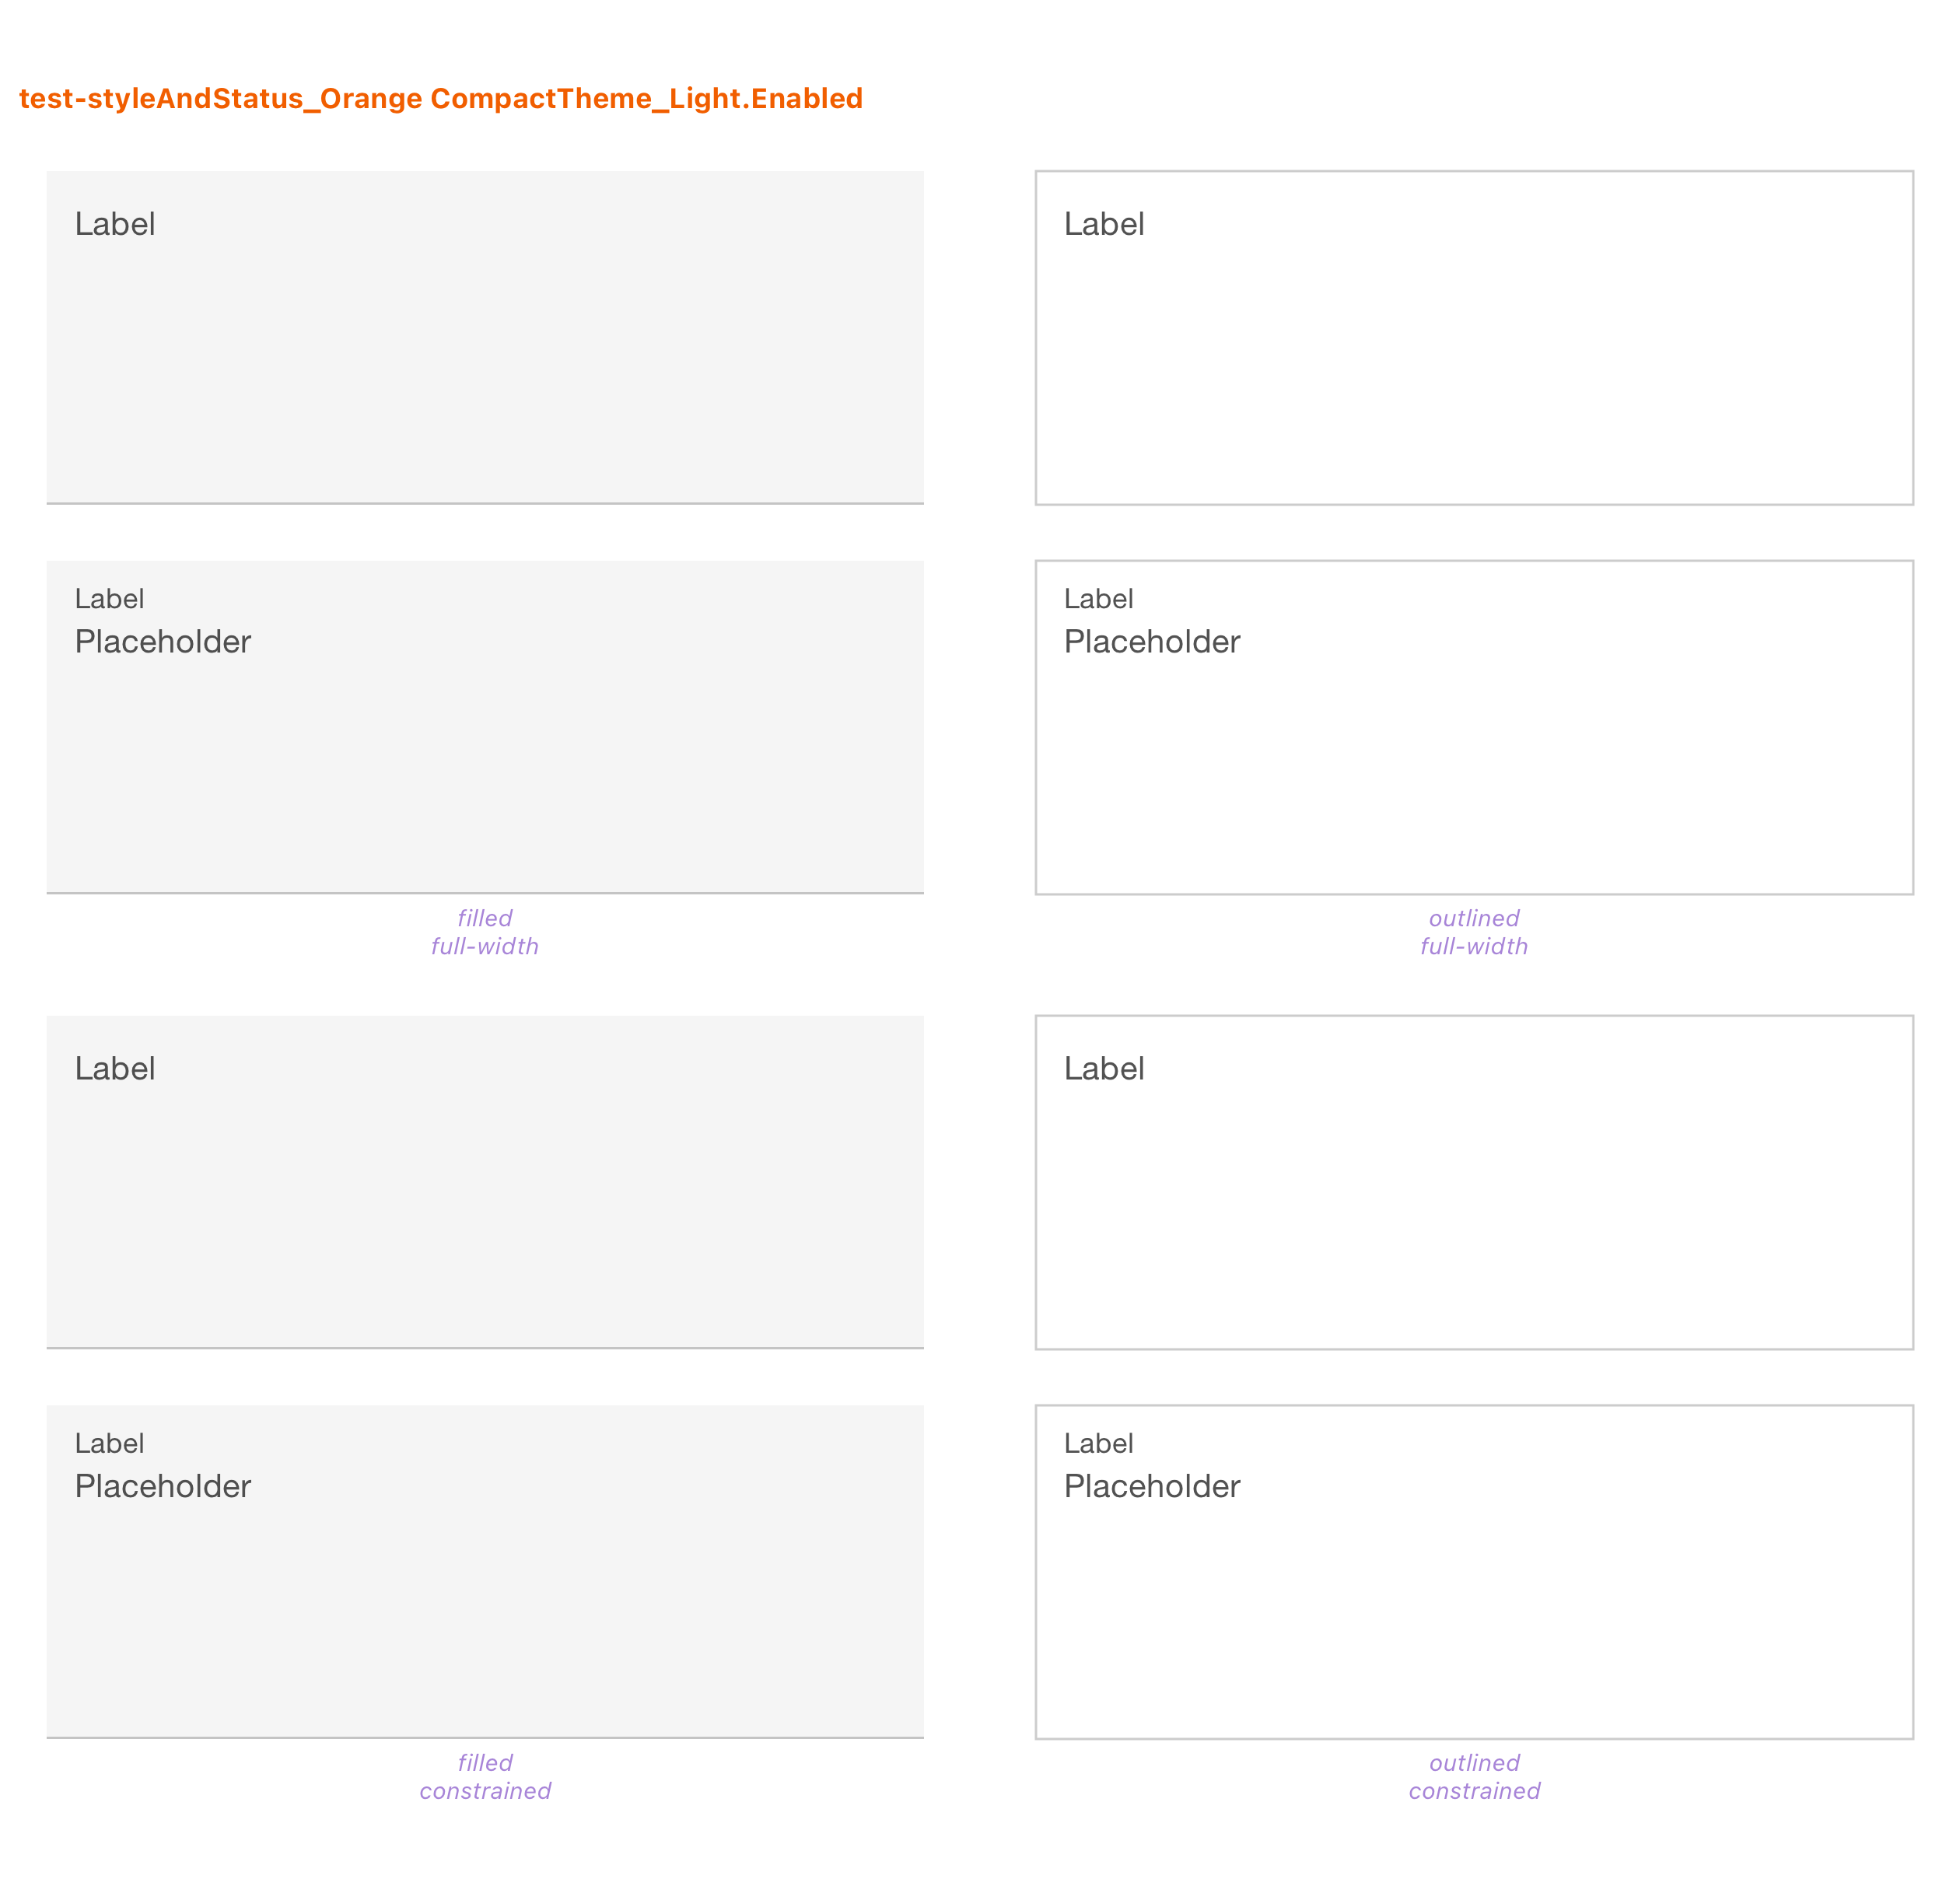 test-styleAndStatus_Orange CompactTheme_Light.Enabled
Label
Label
Label
Label
Placeholder
Placeholder
filled
outlined
full-width
full-width
Label
Label
Label
Label
Placeholder
Placeholder
filled
outlined
constrained
constrained